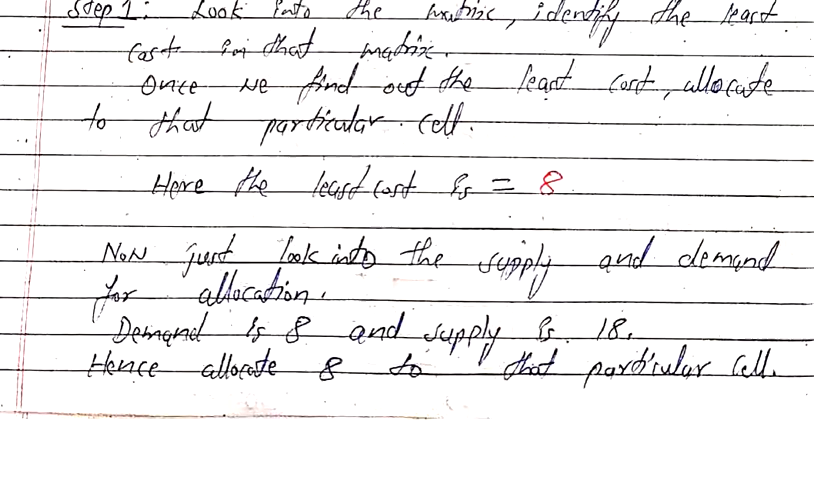 Step 1: Look into the matrix, identify the least
cost in that matrix.
Once we find out the least cost, allocate
to that particular cell.
Here the least cost is = 8
Now just look into the supply and demand
for allocation.
Demand is 8 and supply is 18.
Hence allocate 8 to that particular cell.